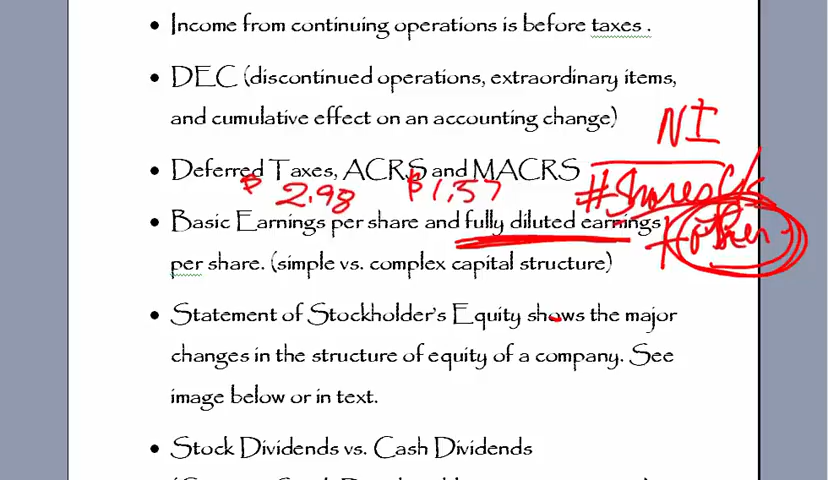 • Income from continuing operations is before taxes .
• DEC (discontinued operations, extraordinary items,
and cumulative effect on an accounting change)
NI
• Deferred Taxes, ACRS and MACRS
# Shares
$ 2.98 $1.57
• Basic Earnings per share and fully diluted earnings
+ other
per share. (simple vs. complex capital structure)
• Statement of Stockholder's Equity shows the major
changes in the structure of equity of a company. See
image below or in text.
• Stock Dividends vs. Cash Dividends